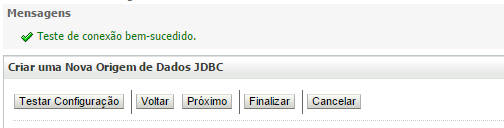 Mensagens
Teste de conexão bem-sucedido.
Criar uma Nova Origem de Dados JDBC
Testar Configuração Voltar Próximo Finalizar Cancelar